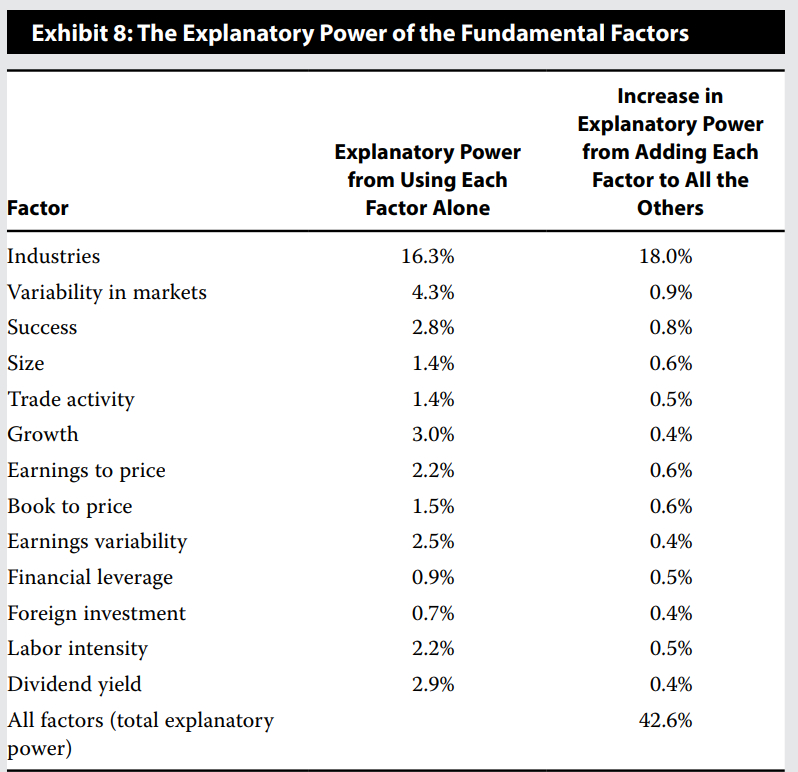 Exhibit 8: The Explanatory Power of the Fundamental Factors
Factor
Explanatory Power
from Using Each
Factor Alone
Increase in
Explanatory Power
from Adding Each
Factor to All the
Others
Industries 16.3% 18.0%
Variability in markets 4.3% 0.9%
Success 2.8% 0.8%
Size 1.4% 0.6%
Trade activity 1.4% 0.5%
Growth 3.0% 0.4%
Earnings to price 2.2% 0.6%
Book to price 1.5% 0.6%
Earnings variability 2.5% 0.4%
Financial leverage 0.9% 0.5%
Foreign investment 0.7% 0.4%
Labor intensity 2.2% 0.5%
Dividend yield 2.9% 0.4%
All factors (total explanatory 42.6%
power)